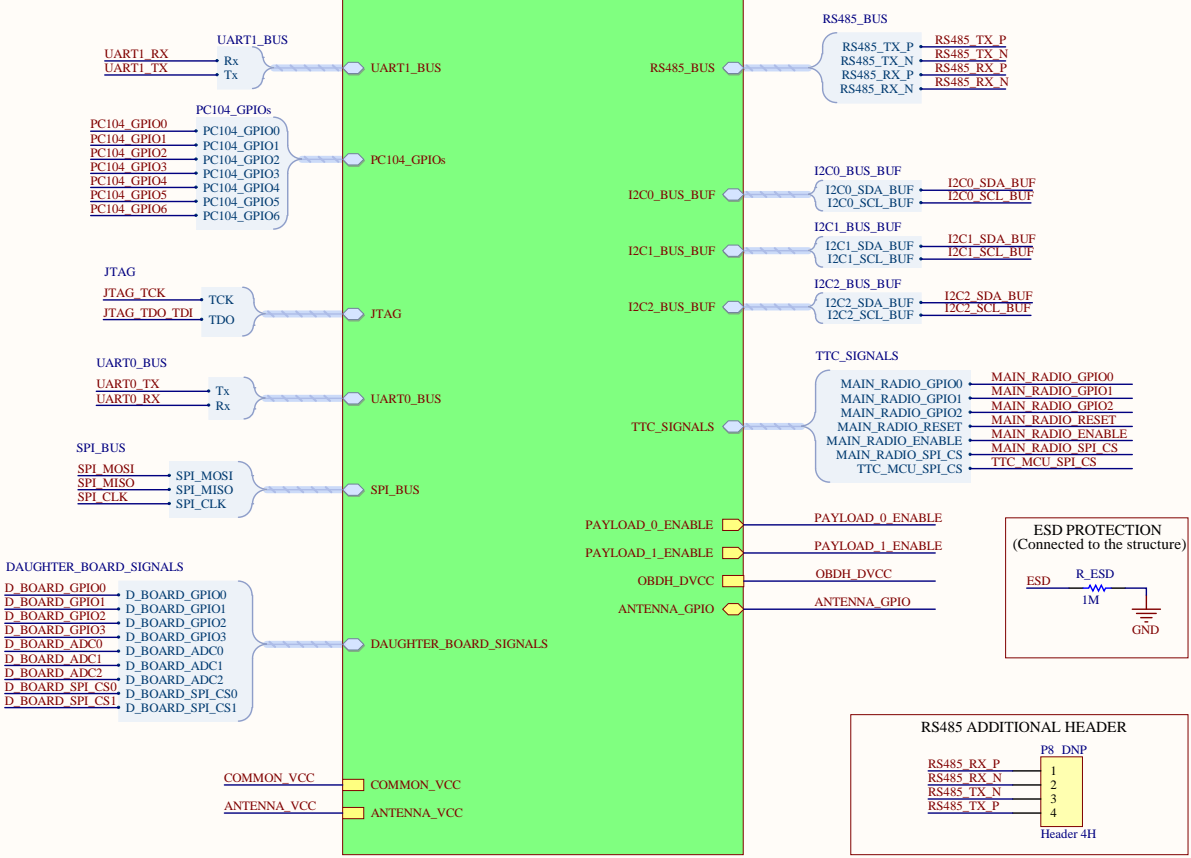 UART1_BUS
UART1_RX
UART1_TX
Rx
Tx
UART1_BUS
PC104_GPIOs
PC104_GPIO0
PC104_GPIO1
PC104_GPIO2
PC104_GPIO3
PC104_GPIO4
PC104_GPIO5
PC104_GPIO6
PC104_GPIO0
PC104_GPIO1
PC104_GPIO2
PC104_GPIO3
PC104_GPIO4
PC104_GPIO5
PC104_GPIO6
PC104_GPIOs
JTAG
JTAG_TCK
JTAG_TDO_TDI
TCK
TDO
JTAG
UART0_BUS
UART0_TX
UART0_RX
Tx
Rx
UART0_BUS
SPI_BUS
SPI_MOSI
SPI_MISO
SPI_CLK
SPI_MOSI
SPI_MISO
SPI_CLK
SPI_BUS
DAUGHTER_BOARD_SIGNALS
D_BOARD_GPIO0
D_BOARD_GPIO1
D_BOARD_GPIO2
D_BOARD_GPIO3
D_BOARD_ADC0
D_BOARD_ADC1
D_BOARD_ADC2
D_BOARD_SPI_CS0
D_BOARD_SPI_CS1
D_BOARD_GPIO0
D_BOARD_GPIO1
D_BOARD_GPIO2
D_BOARD_GPIO3
D_BOARD_ADC0
D_BOARD_ADC1
D_BOARD_ADC2
D_BOARD_SPI_CS0
D_BOARD_SPI_CS1
DAUGHTER_BOARD_SIGNALS
COMMON_VCC
COMMON_VCC
ANTENNA_VCC
ANTENNA_VCC
RS485_BUS
RS485_BUS
RS485_TX_P
RS485_TX_N
RS485_RX_P
RS485_RX_N
RS485_TX_P
RS485_TX_N
RS485_RX_P
RS485_RX_N
I2C0_BUS_BUF
I2C0_BUS_BUF
I2C0_SDA_BUF
I2C0_SCL_BUF
I2C0_SDA_BUF
I2C0_SCL_BUF
I2C1_BUS_BUF
I2C1_BUS_BUF
I2C1_SDA_BUF
I2C1_SCL_BUF
I2C1_SDA_BUF
I2C1_SCL_BUF
I2C2_BUS_BUF
I2C2_BUS_BUF
I2C2_SDA_BUF
I2C2_SCL_BUF
I2C2_SDA_BUF
I2C2_SCL_BUF
TTC_SIGNALS
TTC_SIGNALS
MAIN_RADIO_GPIO0
MAIN_RADIO_GPIO1
MAIN_RADIO_GPIO2
MAIN_RADIO_RESET
MAIN_RADIO_ENABLE
MAIN_RADIO_SPI_CS
TTC_MCU_SPI_CS
MAIN_RADIO_GPIO0
MAIN_RADIO_GPIO1
MAIN_RADIO_GPIO2
MAIN_RADIO_RESET
MAIN_RADIO_ENABLE
MAIN_RADIO_SPI_CS
TTC_MCU_SPI_CS
PAYLOAD_0_ENABLE
PAYLOAD_0_ENABLE
PAYLOAD_1_ENABLE
PAYLOAD_1_ENABLE
OBDH_DVCC
OBDH_DVCC
ANTENNA_GPIO
ANTENNA_GPIO
ESD PROTECTION
(Connected to the structure)
ESD
R_ESD
1M
GND
RS485 ADDITIONAL HEADER
P8_DNP
RS485_RX_P
RS485_RX_N
RS485_TX_N
RS485_TX_P
1
2
3
4
Header 4H